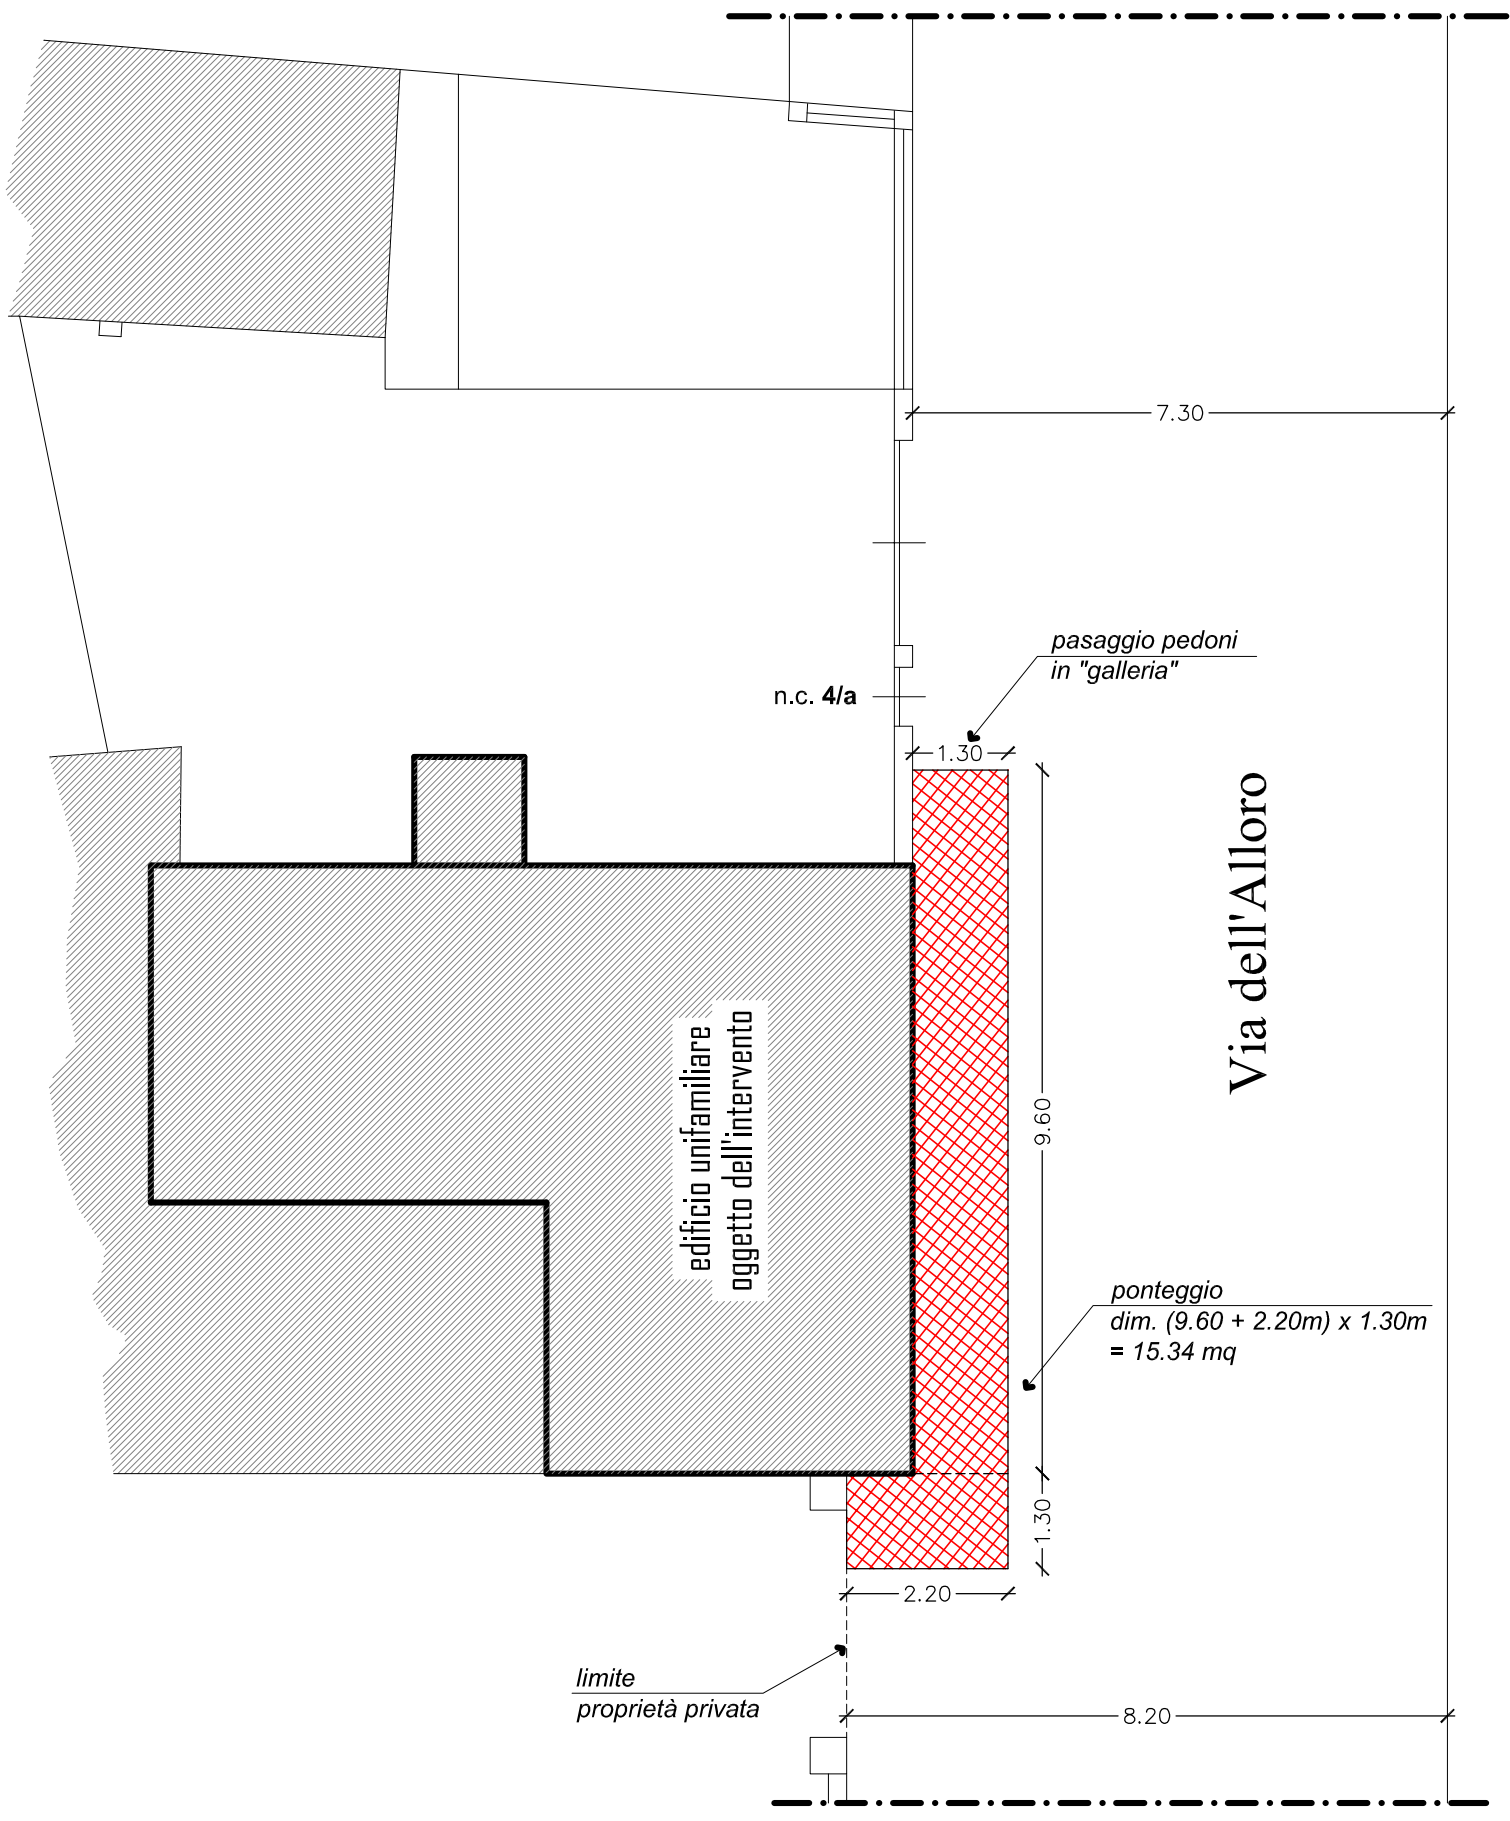 7.30
pasaggio pedoni
in "galleria"
n.c. 4/a
1.30
Via dell'Alloro
edificio unifamiliare
oggetto dell'intervento
9.60
ponteggio
dim. (9.60 + 2.20m) x 1.30m
= 15.34 mq
1.30
2.20
limite
proprietà privata
8.20